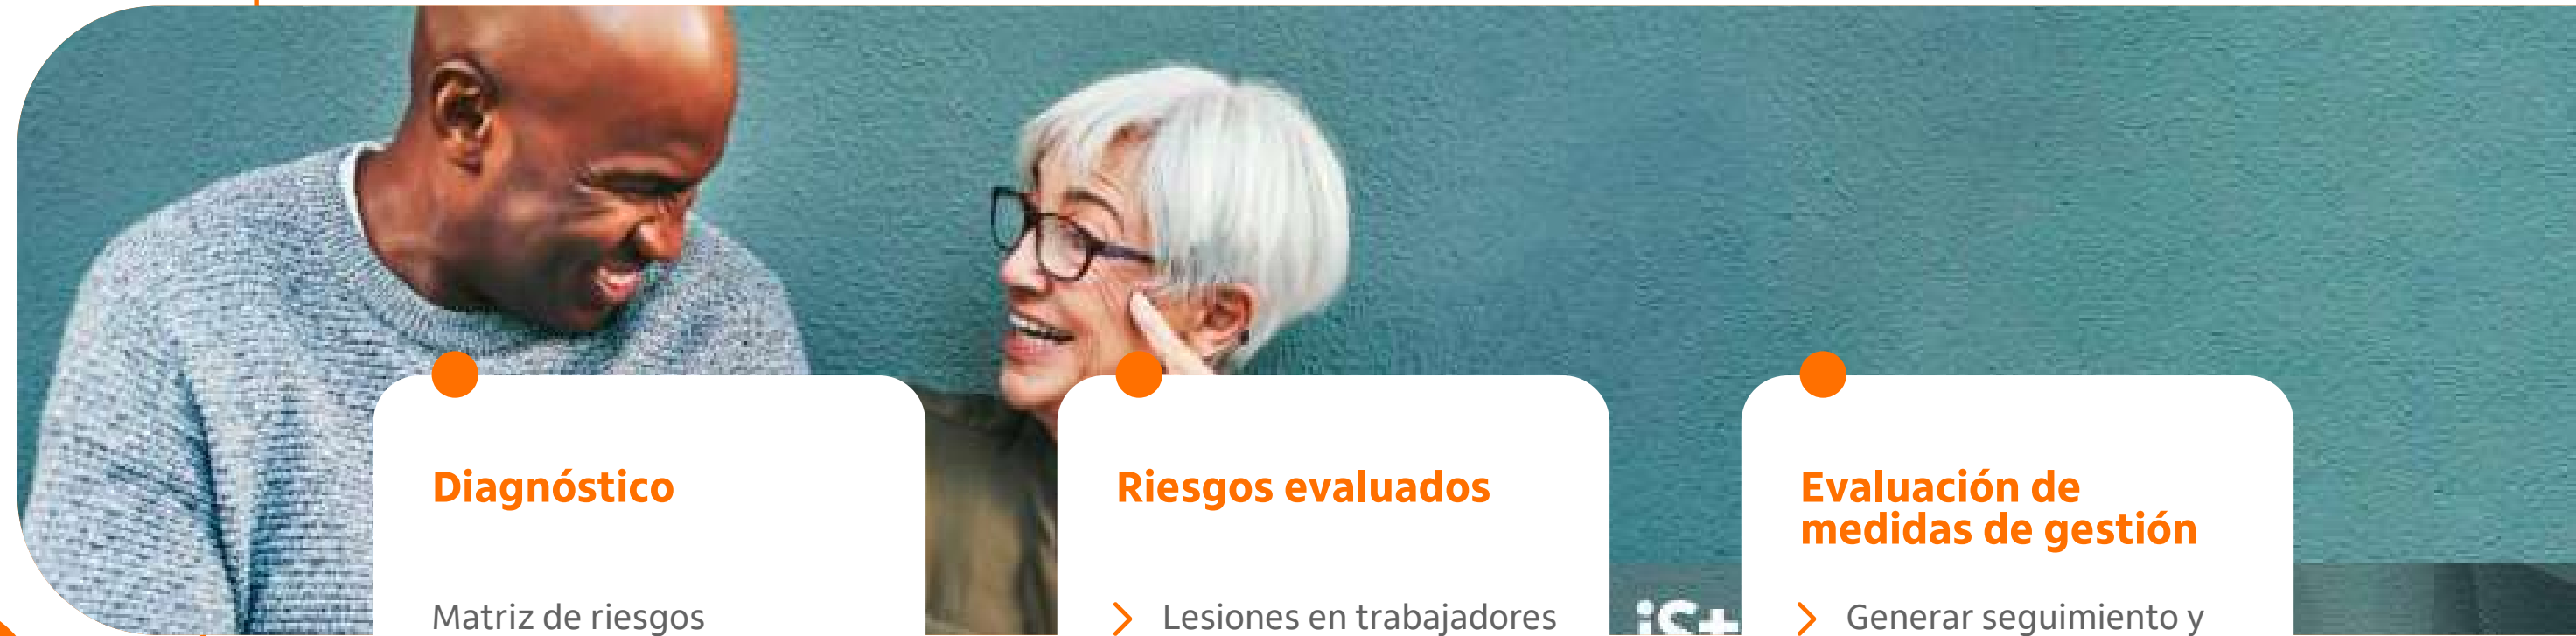 Diagnóstico
Matriz de riesgos
Riesgos evaluados
Lesiones en trabajadores
Evaluación de
medidas de gestión
Generar seguimiento y